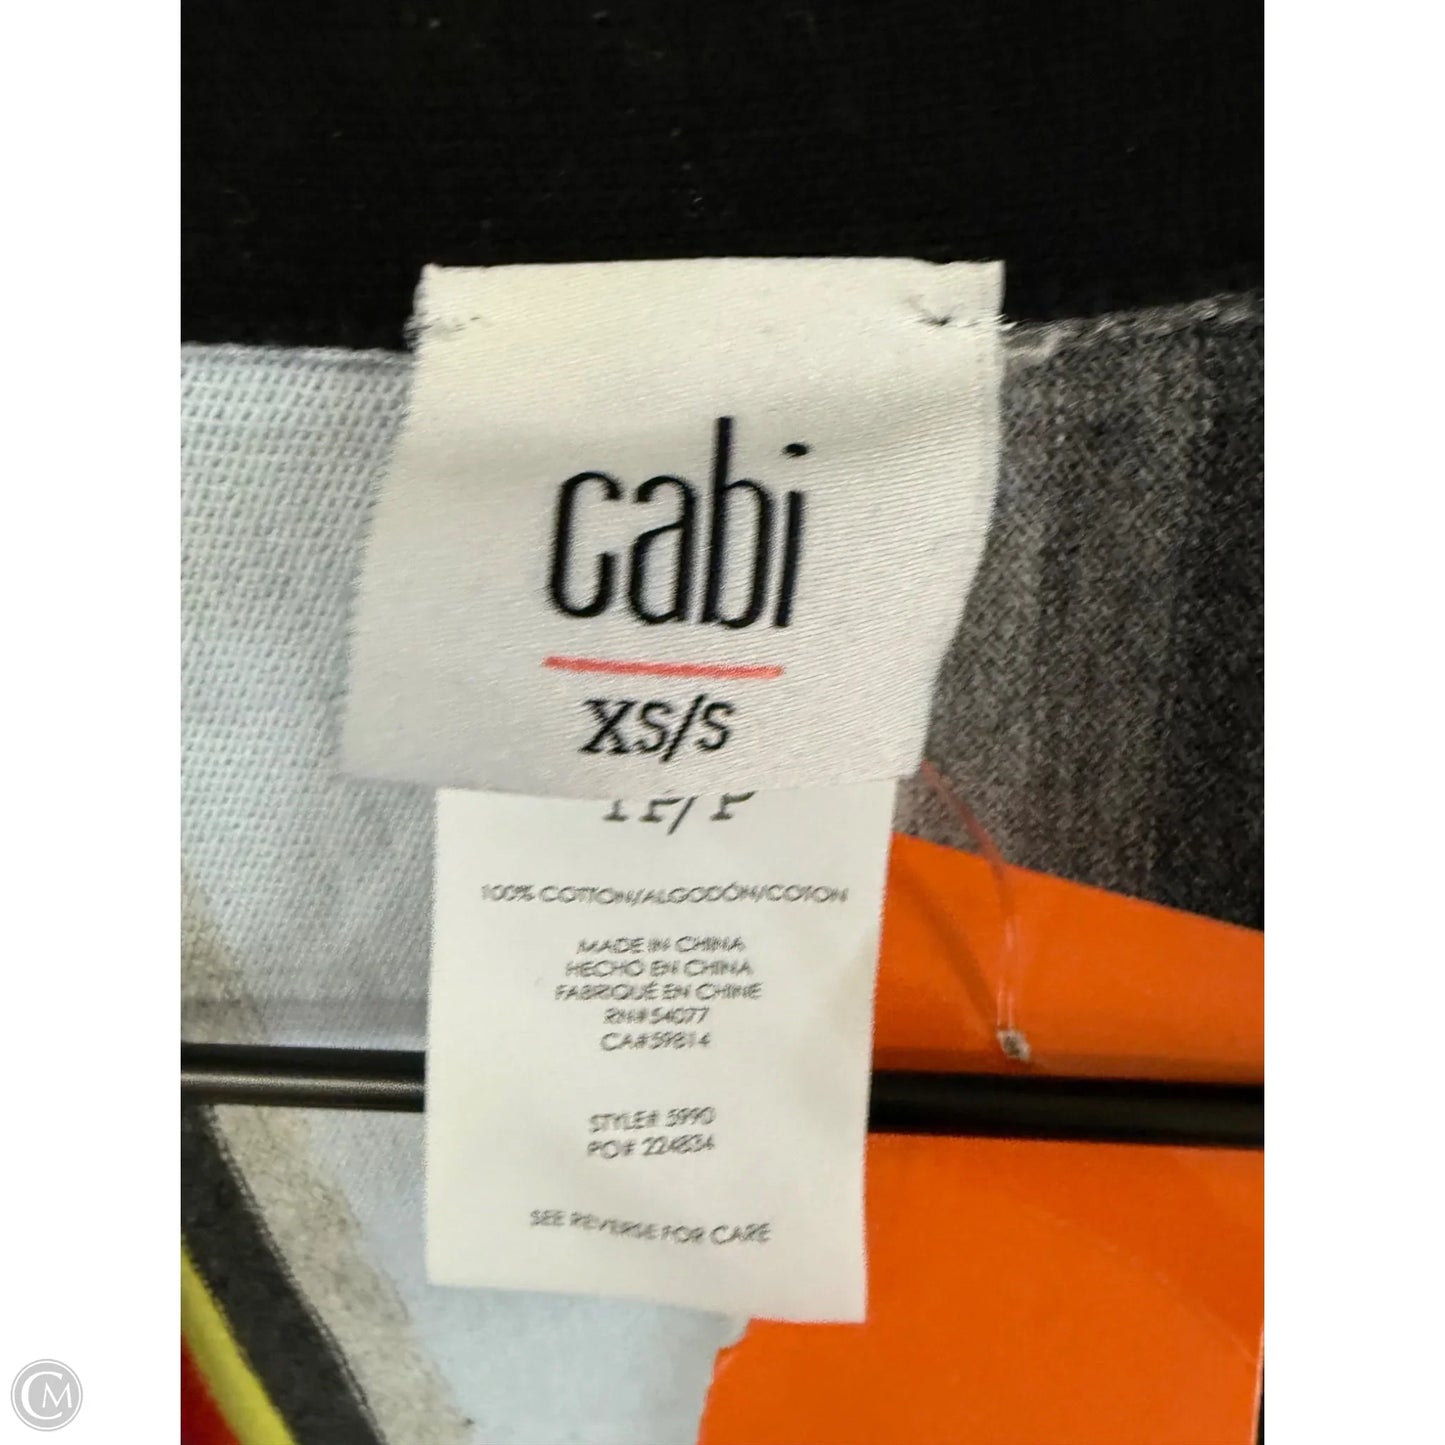 cabi
XS/S
TP/P
100% COTTON/ALGODÓN/COTON
MADE IN CHINA
HECHO EN CHINA
FABRIQUÉ EN CHINE
RN# 54077
CA#59814
STYLE# 5990
PO# 224834
SEE REVERSE FOR CARE
CM